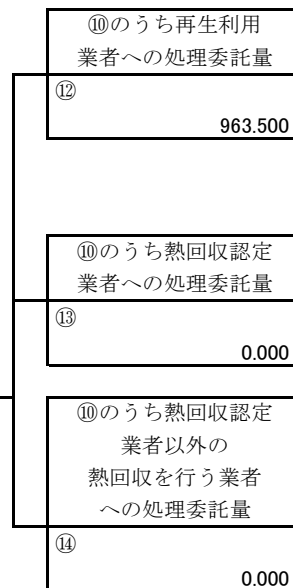 ⑩のうち再生利用
業者への処理委託量
⑫
963.500
⑩のうち熱回収認定
業者への処理委託量
⑬
0.000
⑩のうち熱回収認定
業者以外の
熱回収を行う業者
への処理委託量
⑭
0.000